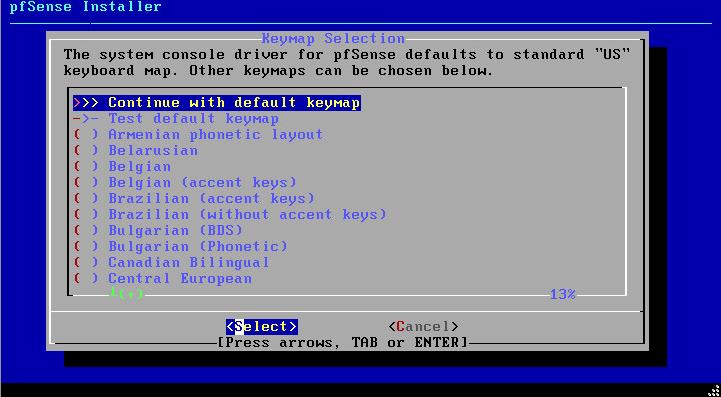 pfSense Installer
Keymap Selection
The system console driver for pfSense defaults to standard "US"
keyboard map. Other keymaps can be chosen below.
>>> Continue with default keymap
->- Test default keymap
( ) Armenian phonetic layout
( ) Belarusian
( ) Belgian
( ) Belgian (accent keys)
( ) Brazilian (accent keys)
( ) Brazilian (without accent keys)
( ) Bulgarian (BDS)
( ) Bulgarian (Phonetic)
( ) Canadian Bilingual
( ) Central European
└(+) 13%
<Select> <Cancel>
[Press arrows, TAB or ENTER]